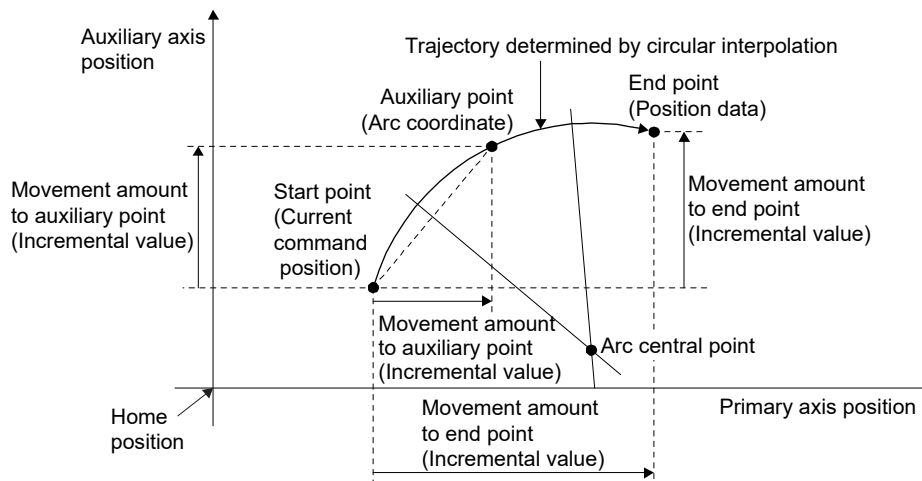 Auxiliary axis
position
Trajectory determined by circular interpolation
End point
(Position data)
Auxiliary point
(Arc coordinate)
Movement amount
to auxiliary point
(Incremental value)
Start point
(Current
command
position)
Movement amount
to end point
(Incremental value)
Movement amount
to auxiliary point
(Incremental value)
Arc central point
Home
position
Movement amount
to end point
(Incremental value)
Primary axis position